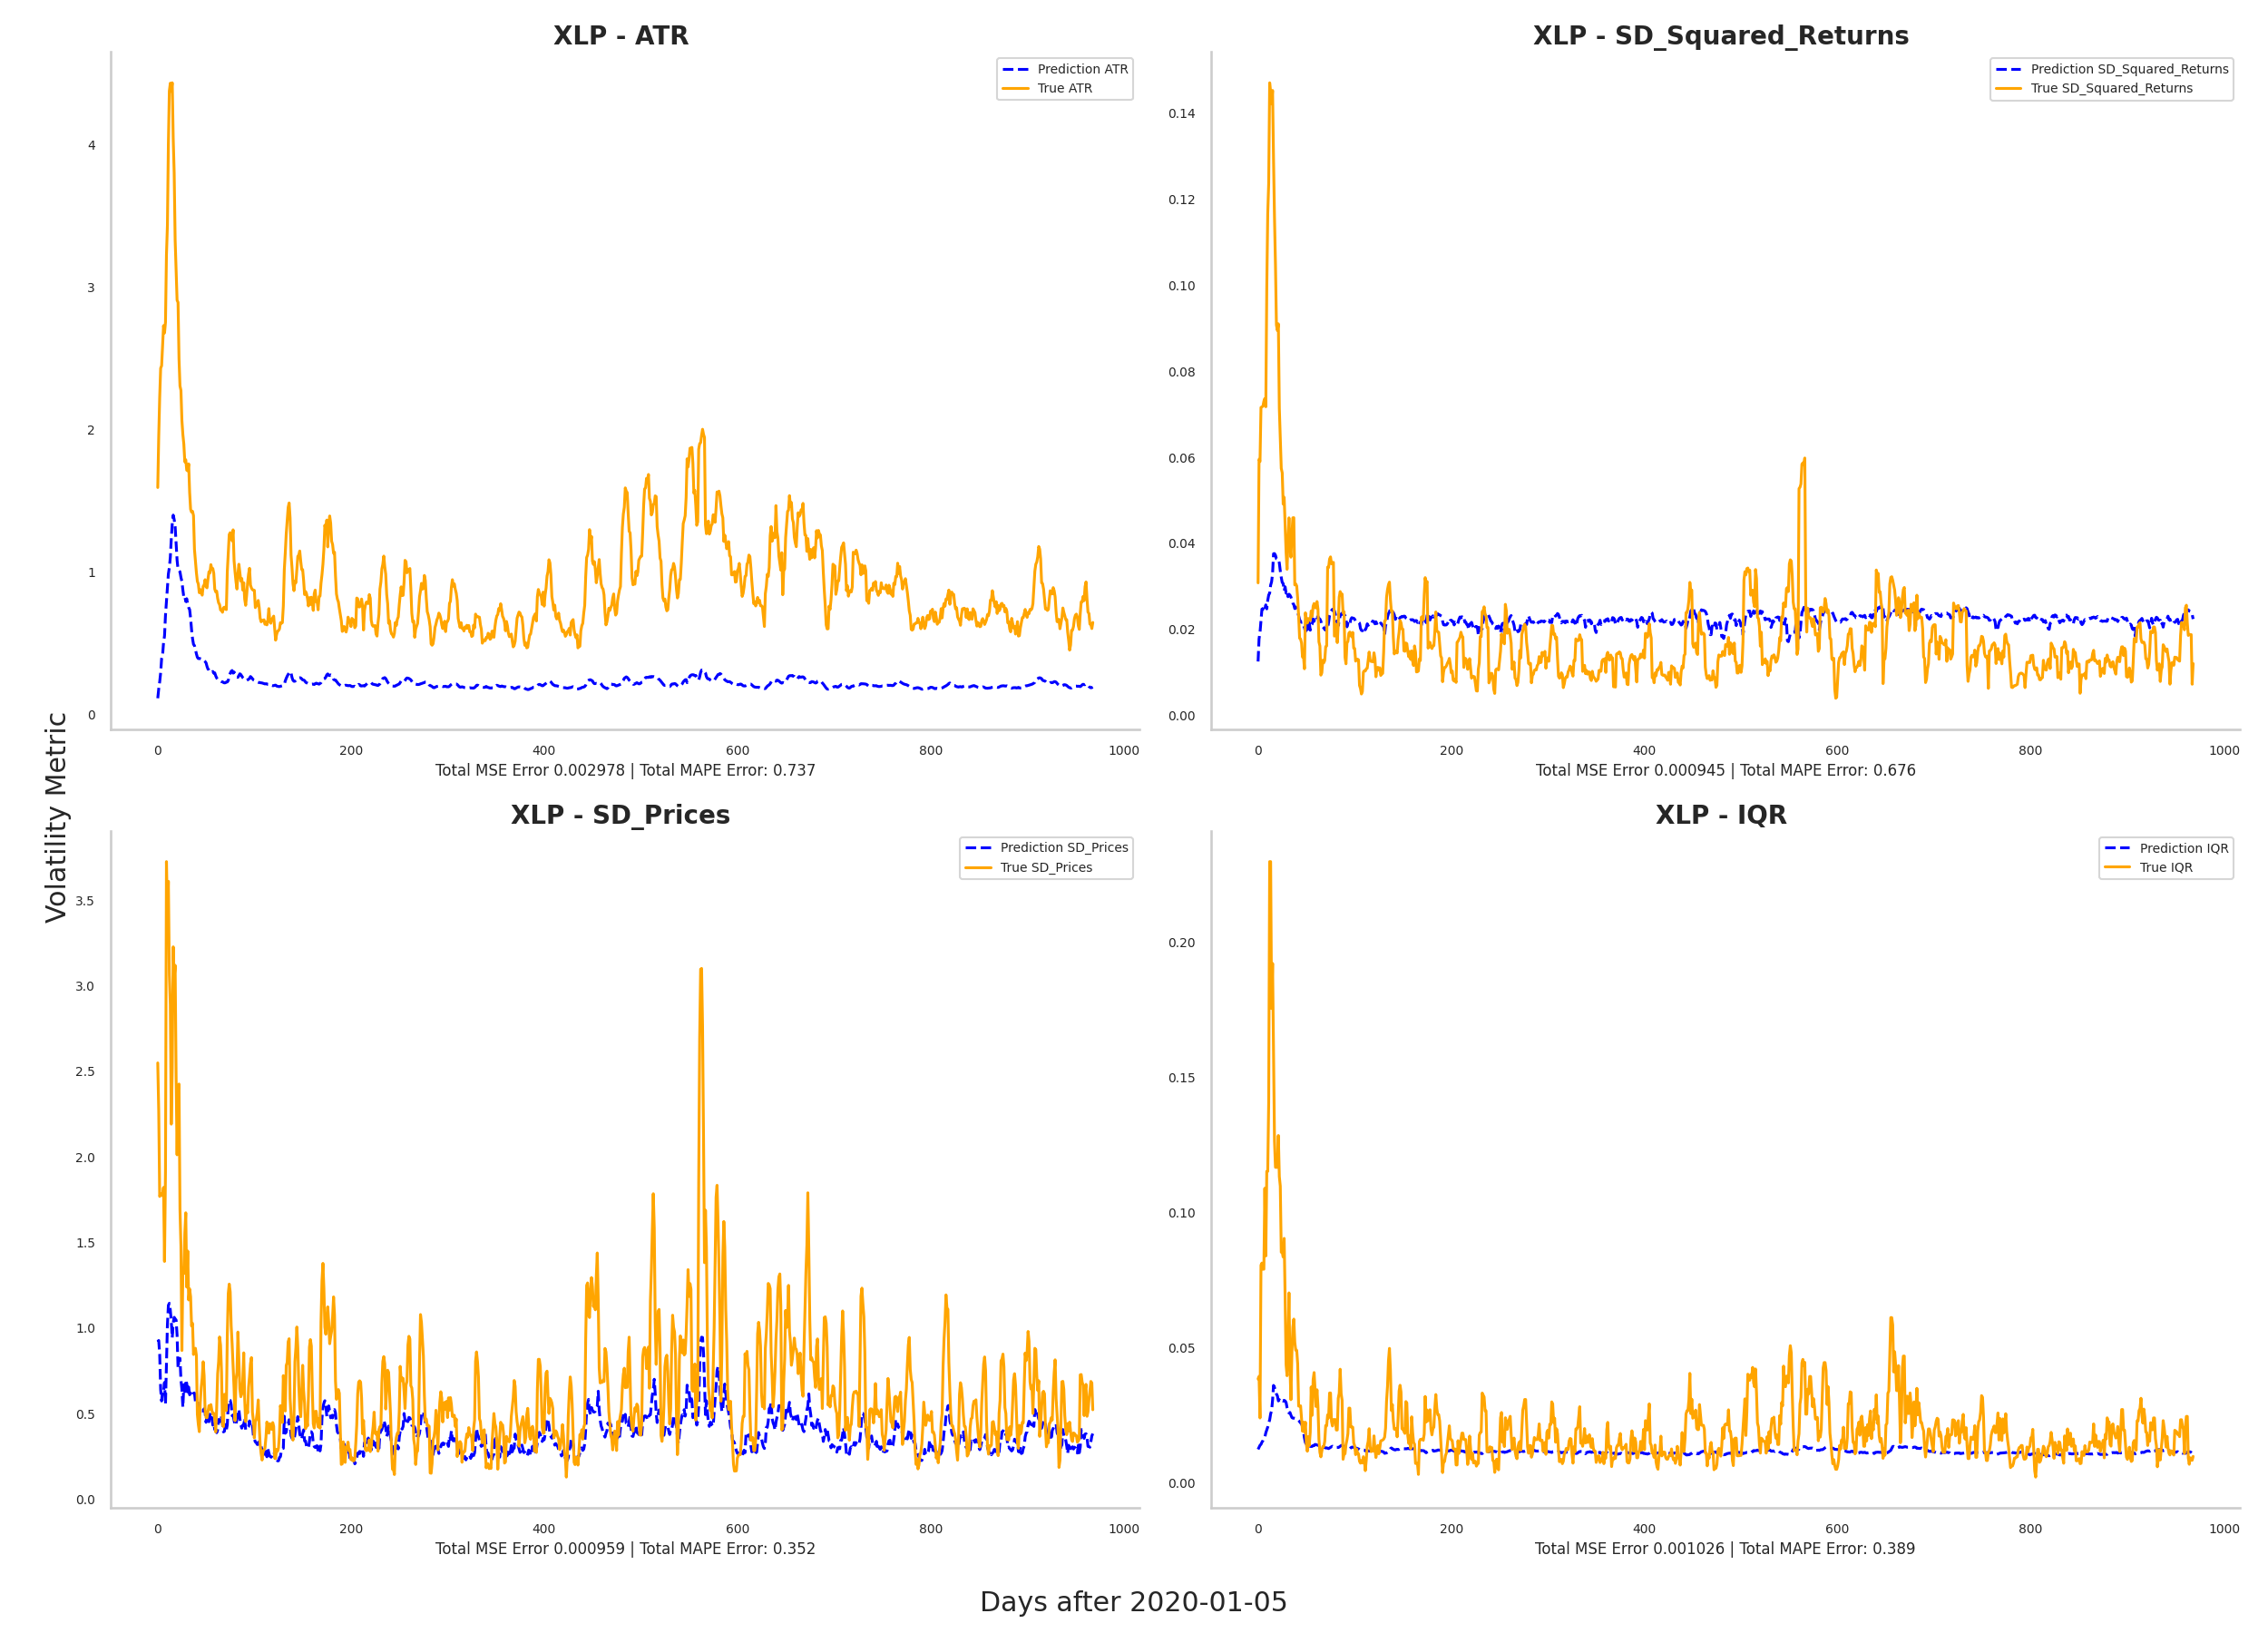 XLP - ATR
Prediction ATR
True ATR
4
3
2
1
0
0 200 400 600 800 1000
Total MSE Error 0.002978 | Total MAPE Error: 0.737
XLP - SD_Squared_Returns
Prediction SD_Squared_Returns
True SD_Squared_Returns
0.14
0.12
0.10
0.08
0.06
0.04
0.02
0.00
0 200 400 600 800 1000
Total MSE Error 0.000945 | Total MAPE Error: 0.676
Volatility Metric
XLP - SD_Prices
Prediction SD_Prices
True SD_Prices
3.5
3.0
2.5
2.0
1.5
1.0
0.5
0.0
0 200 400 600 800 1000
Total MSE Error 0.000959 | Total MAPE Error: 0.352
XLP - IQR
Prediction IQR
True IQR
0.20
0.15
0.10
0.05
0.00
0 200 400 600 800 1000
Total MSE Error 0.001026 | Total MAPE Error: 0.389
Days after 2020-01-05